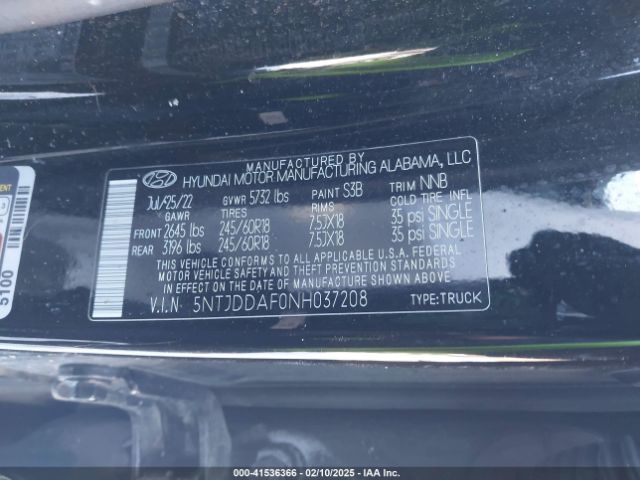 MANUFACTURED BY
HYUNDAI MOTOR MANUFACTURING ALABAMA, LLC
JUL/25/22 GVWR 5732 lbs PAINT S3B TRIM NNB
GAWR TIRES RIMS COLD TIRE INFL
FRONT 2645 lbs 245/60R18 7.5JX18 35 psi SINGLE
REAR 3196 lbs 245/60R18 7.5JX18 35 psi SINGLE
THIS VEHICLE CONFORMS TO ALL APPLICABLE U.S.A. FEDERAL
MOTOR VEHICLE SAFETY AND THEFT PREVENTION STANDARDS
IN EFFECT ON THE DATE OF MANUFACTURE SHOWN ABOVE.
V.I.N 5NTJDDAF0NH037208 TYPE:TRUCK
5100
000-41536366 — 02/10/2025 — IAA Inc.